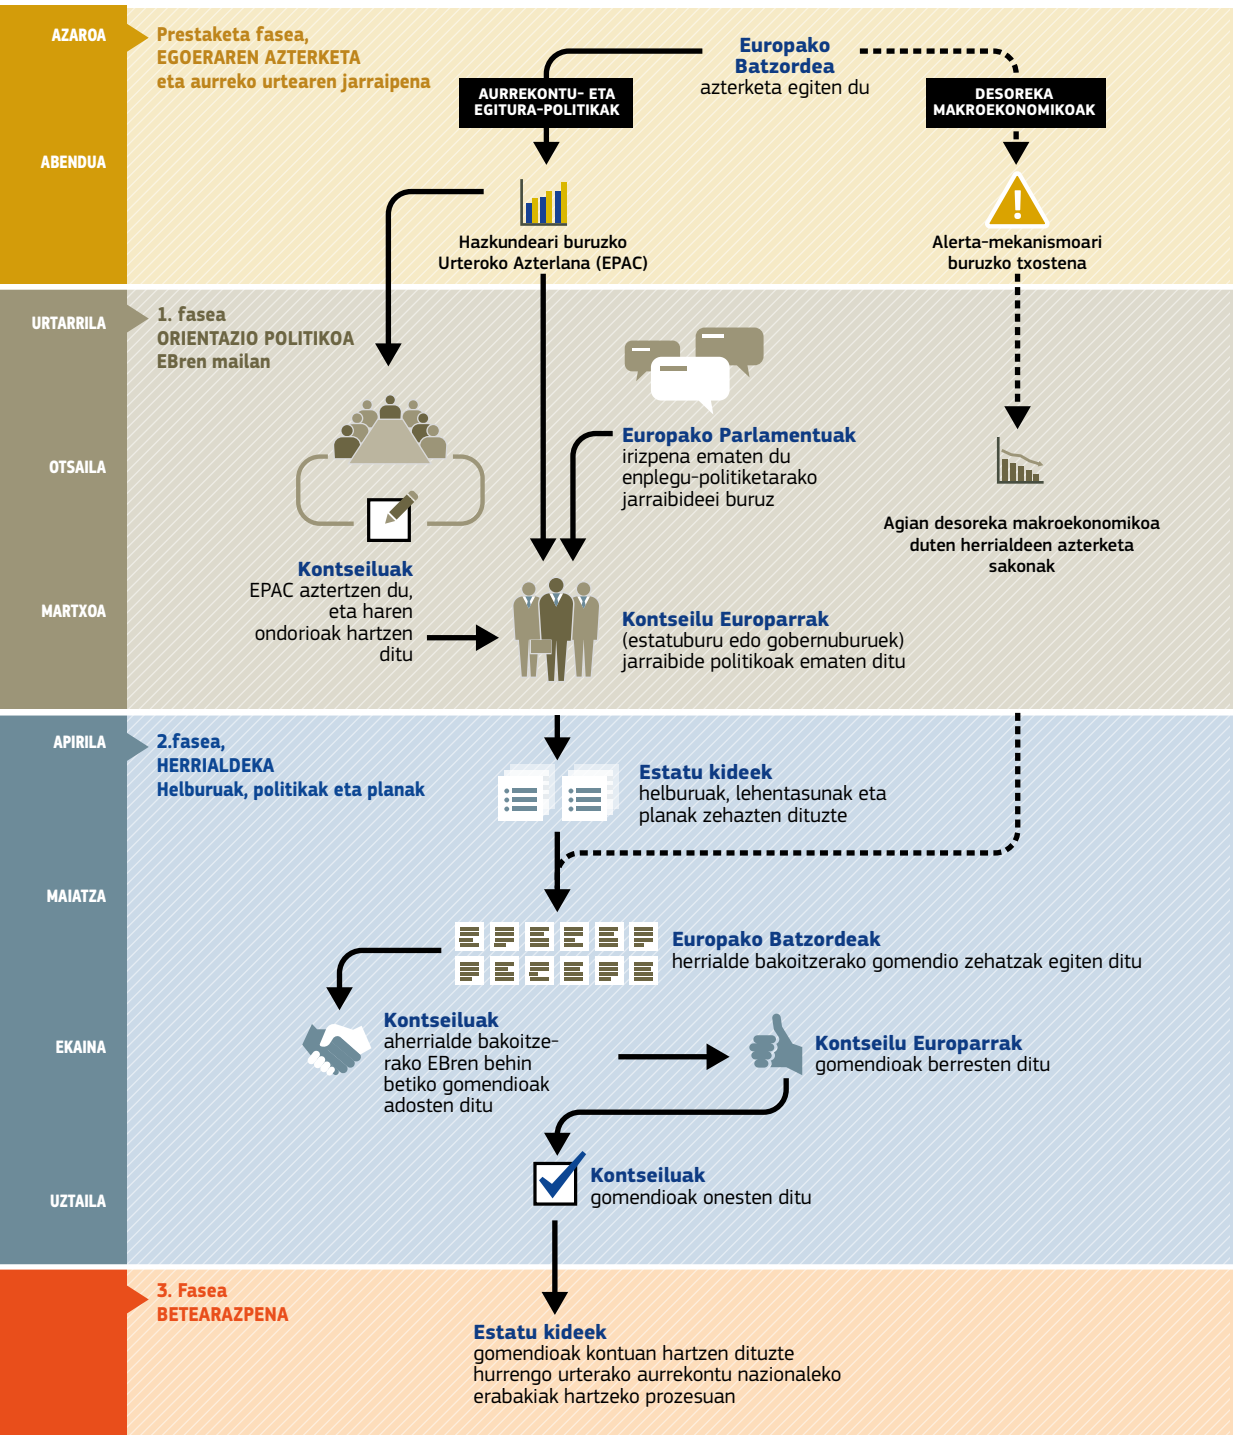 AZAROA
Prestaketa fasea,
EGOERAREN AZTERKETA
eta aurreko urtearen jarraipena
Europako
Batzordea
azterketa egiten du
AURREKONTU- ETA
EGITURA-POLITIKAK
DESOREKA
MAKROEKONOMIKOAK
ABENDUA
Hazkundeari buruzko
Urteroko Azterlana (EPAC)
Alerta-mekanismoari
buruzko txostena
URTARRILA
1. fasea
ORIENTAZIO POLITIKOA
EBren mailan
Europako Parlamentuak
irizpena ematen du
enplegu-politiketarako
jarraibideei buruz
OTSAILA
Agian desoreka makroekonomikoa
duten herrialdeen azterketa
sakonak
Kontseiluak
EPAC aztertzen du,
eta haren
ondorioak hartzen
ditu
MARTXOA
Kontseilu Europarrak
(estatuburu edo gobernuburuek)
jarraibide politikoak ematen ditu
APIRILA
2.fasea,
HERRIALDEKA
Helburuak, politikak eta planak
Estatu kideek
helburuak, lehentasunak eta
planak zehazten dituzte
MAIATZA
Europako Batzordeak
herrialde bakoitzerako gomendio zehatzak egiten ditu
EKAINA
Kontseiluak
aherrialde bakoitze-
rako EBren behin
betiko gomendioak
adosten ditu
Kontseilu Europarrak
gomendioak berresten ditu
UZTAILA
Kontseiluak
gomendioak onesten ditu
3. Fasea
BETEARAZPENA
Estatu kideek
gomendioak kontuan hartzen dituzte
hurrengo urterako aurrekontu nazionaleko
erabakiak hartzeko prozesuan